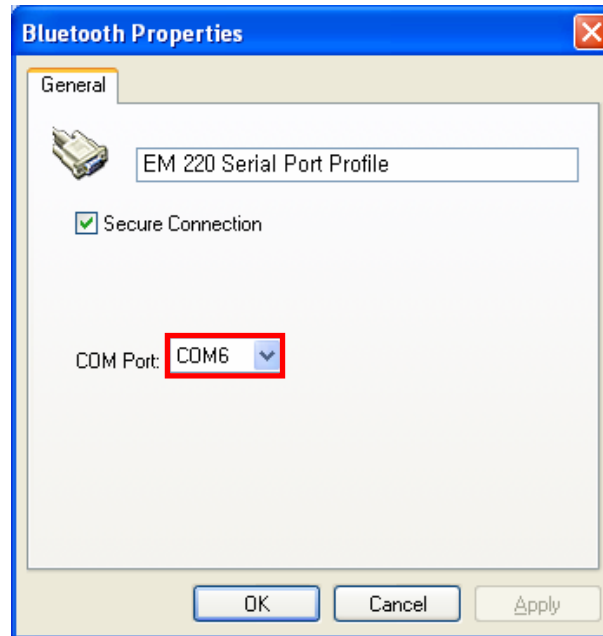 Bluetooth Properties
General
EM 220 Serial Port Profile
Secure Connection
COM Port: COM6
OK Cancel Apply